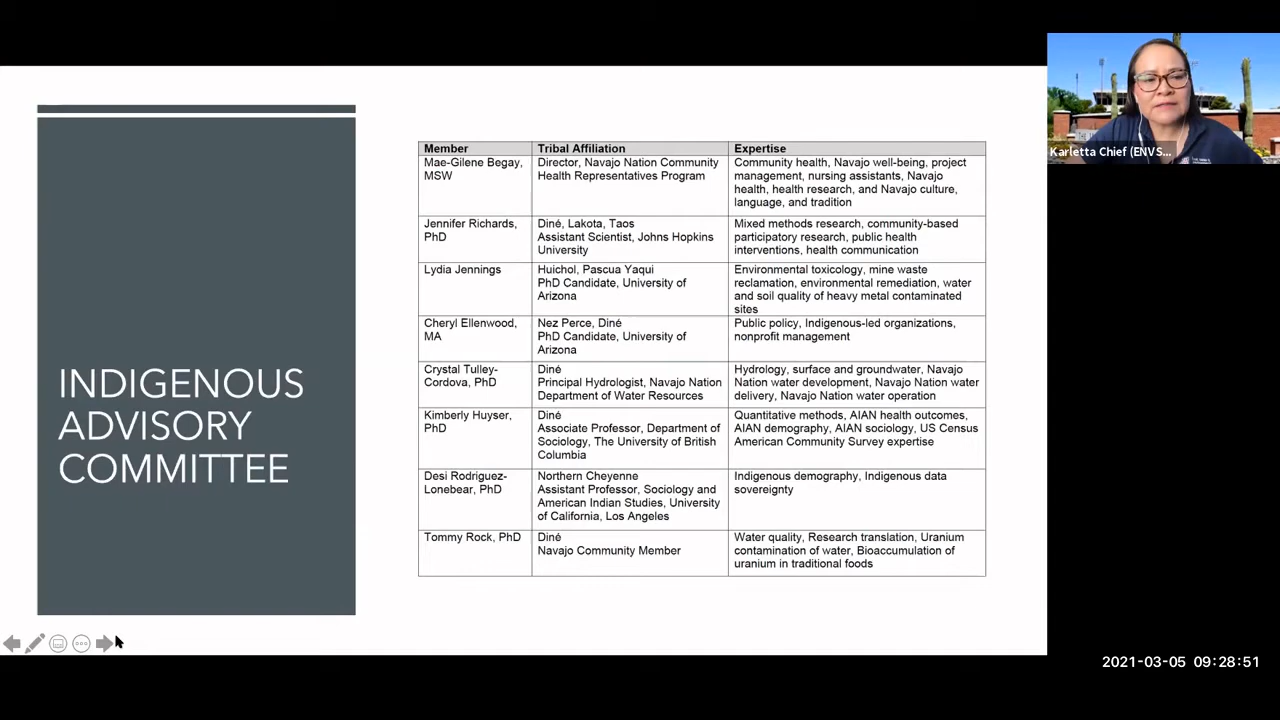 INDIGENOUS
ADVISORY
COMMITTEE
Member Tribal Affiliation Expertise
Mae-Gilene Begay,
MSW
Director, Navajo Nation Community
Health Representatives Program
Community health, Navajo well-being, project
management, nursing assistants, Navajo
health, health research, and Navajo culture,
language, and tradition
Jennifer Richards,
PhD
Diné, Lakota, Taos
Assistant Scientist, Johns Hopkins
University
Mixed methods research, community-based
participatory research, public health
interventions, health communication
Lydia Jennings
Huichol, Pascua Yaqui
PhD Candidate, University of
Arizona
Environmental toxicology, mine waste
reclamation, environmental remediation, water
and soil quality of heavy metal contaminated
sites
Cheryl Ellenwood,
MA
Nez Perce, Diné
PhD Candidate, University of
Arizona
Public policy, Indigenous-led organizations,
nonprofit management
Crystal Tulley-
Cordova, PhD
Diné
Principal Hydrologist, Navajo Nation
Department of Water Resources
Hydrology, surface and groundwater, Navajo
Nation water development, Navajo Nation water
delivery, Navajo Nation water operation
Kimberly Huyser,
PhD
Diné
Associate Professor, Department of
Sociology, The University of British
Columbia
Quantitative methods, AIAN health outcomes,
AIAN demography, AIAN sociology, US Census
American Community Survey expertise
Desi Rodriguez-
Lonebear, PhD
Northern Cheyenne
Assistant Professor, Sociology and
American Indian Studies, University
of California, Los Angeles
Indigenous demography, Indigenous data
sovereignty
Tommy Rock, PhD
Diné
Navajo Community Member
Water quality, Research translation, Uranium
contamination of water, Bioaccumulation of
uranium in traditional foods
Karletta Chief (ENVS...
2021-03-05 09:28:51